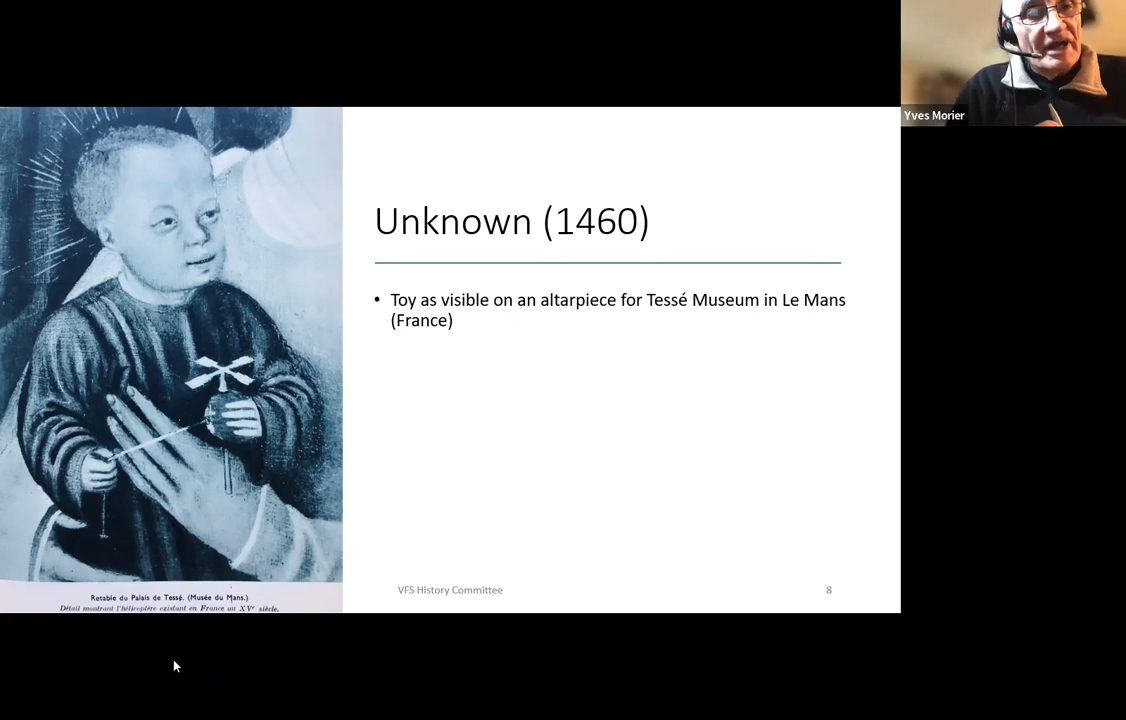 Yves Morier
Unknown (1460)
• Toy as visible on an altarpiece for Tessé Museum in Le Mans
(France)
Retable du Palais de Tessé. (Musée du Mans.)
Détail montrant l'hélicoptère existant en France au XVe siècle,
VFS History Committee
8